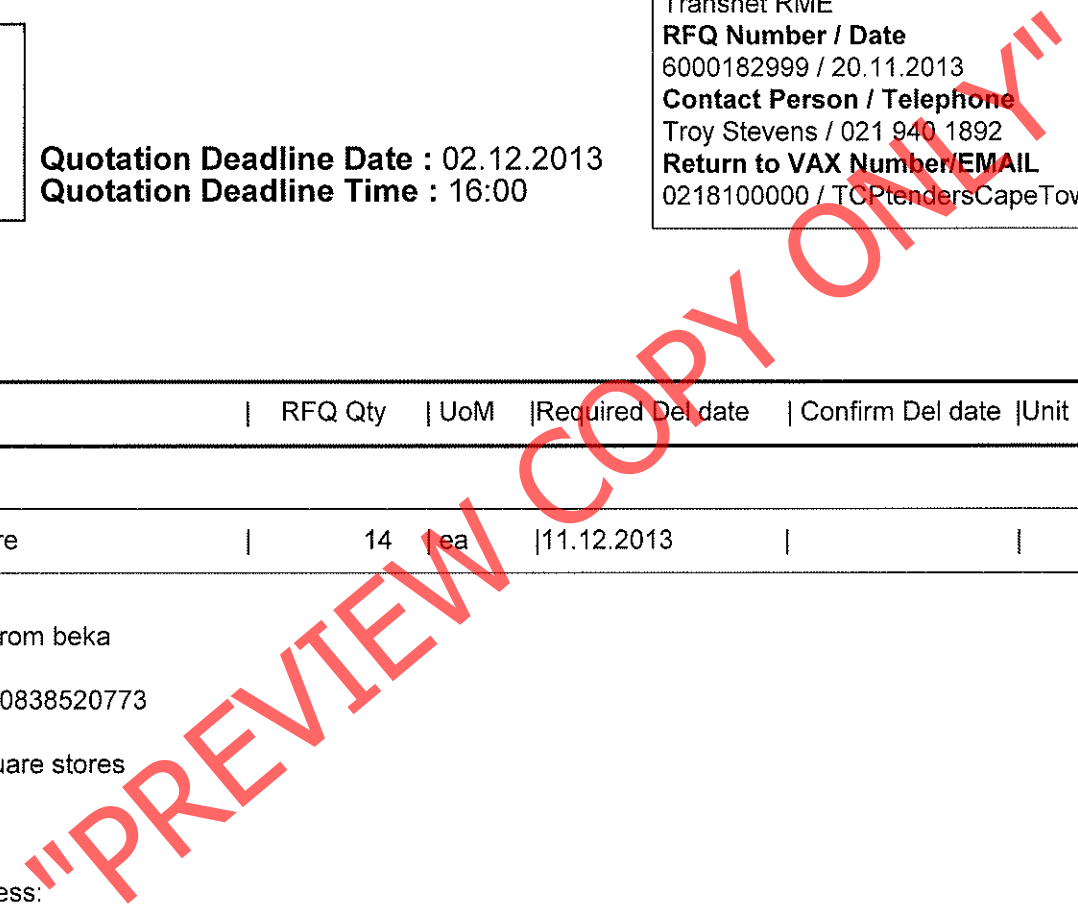 Transnet RME
RFQ Number / Date
6000182999 / 20.11.2013
Contact Person / Telephone
Troy Stevens / 021 940 1892
Return to VAX Number/EMAIL
0218100000 / TCPtendersCapeTov
Quotation Deadline Date : 02.12.2013
Quotation Deadline Time : 16:00
| RFQ Qty | UoM |Required Del date | Confirm Del date |Unit
re | 14 | ea |11.12.2013 | |
rom beka
0838520773
uare stores
ess:
"PREVIEW COPY ONLY"